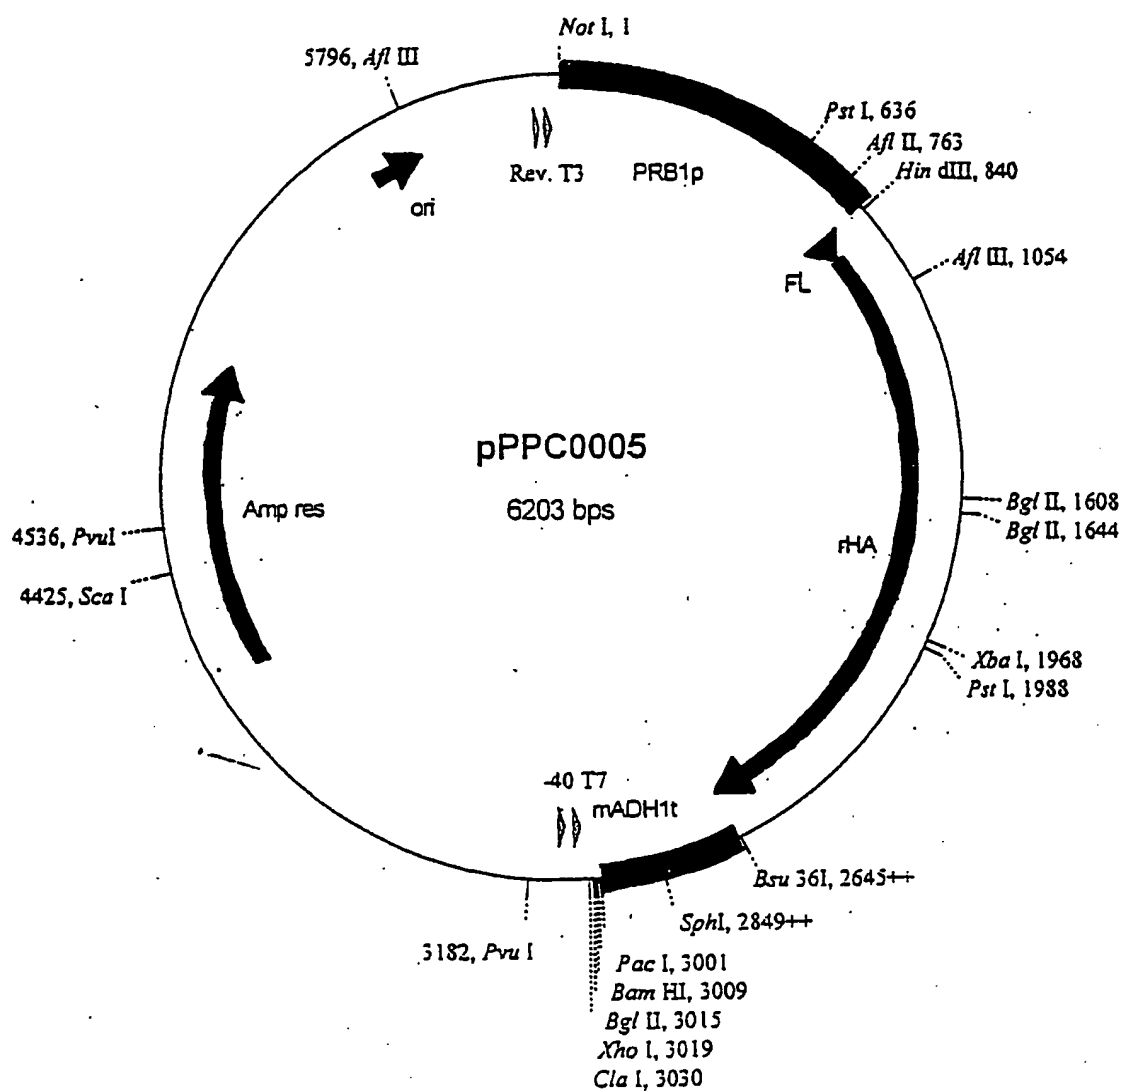 Not I, 1
5796, Afl III
Pst I, 636
Afl II, 763
Hin dIII, 840
Rev. T3
PRB1p
ori
Afl III, 1054
FL
pPPC0005
6203 bps
Amp res
rHA
Bgl II, 1608
Bgl II, 1644
4536, PvuI
4425, Sca I
Xba I, 1968
Pst I, 1988
-40 T7
mADH1t
Bsu 36I, 2645++
SphI, 2849++
3182, Pvu I
Pac I, 3001
Bam HI, 3009
Bgl II, 3015
Xho I, 3019
Cla I, 3030